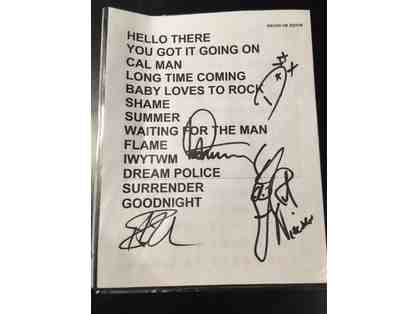 HELLO THERE
YOU GOT IT GOING ON
CAL MAN
LONG TIME COMING
BABY LOVES TO ROCK
SHAME
SUMMER
WAITING FOR THE MAN
FLAME
IWYTWM
DREAM POLICE
SURRENDER
GOODNIGHT